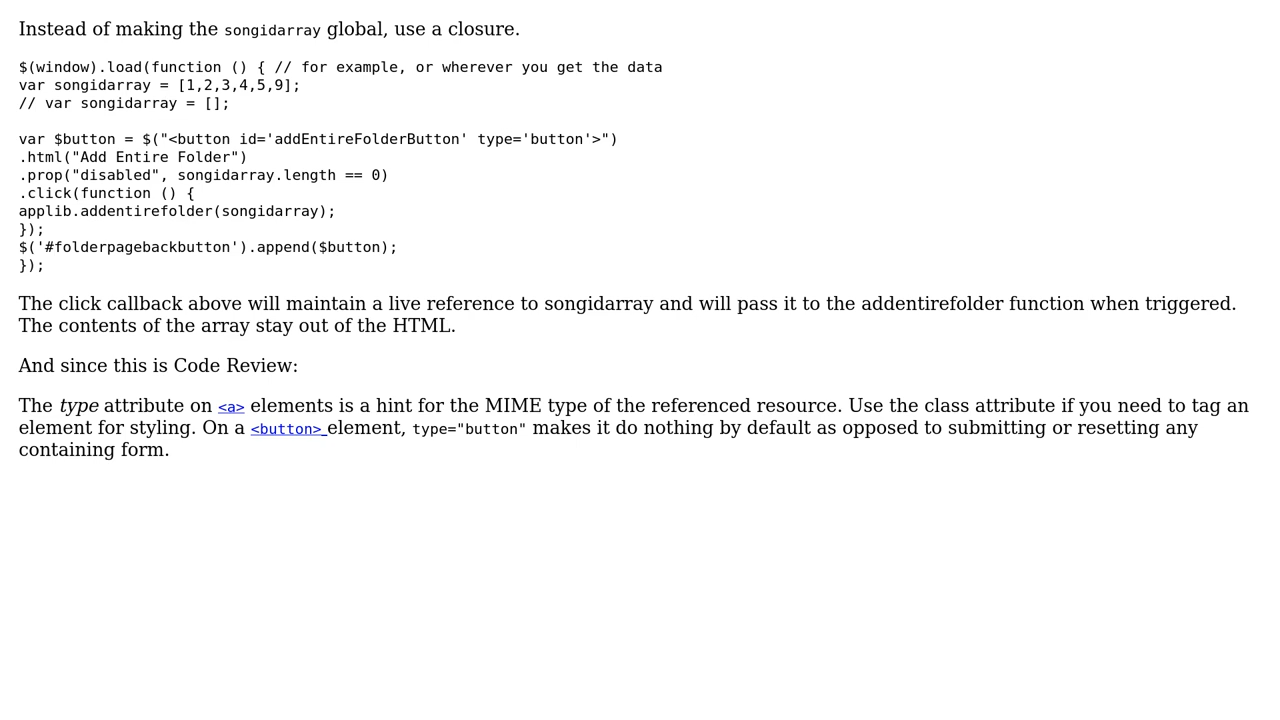 Instead of making the songidarray global, use a closure.
$(window).load(function () { // for example, or wherever you get the data
var songidarray = [1,2,3,4,5,9];
// var songidarray = [];
var $button = $("<button id='addEntireFolderButton' type='button'>")
.html("Add Entire Folder")
.prop("disabled", songidarray.length == 0)
.click(function () {
applib.addentirefolder(songidarray);
});
$('#folderpagebackbutton').append($button);
});
The click callback above will maintain a live reference to songidarray and will pass it to the addentirefolder function when triggered.
The contents of the array stay out of the HTML.
And since this is Code Review:
The type attribute on <a> elements is a hint for the MIME type of the referenced resource. Use the class attribute if you need to tag an
element for styling. On a <button> element, type="button" makes it do nothing by default as opposed to submitting or resetting any
containing form.